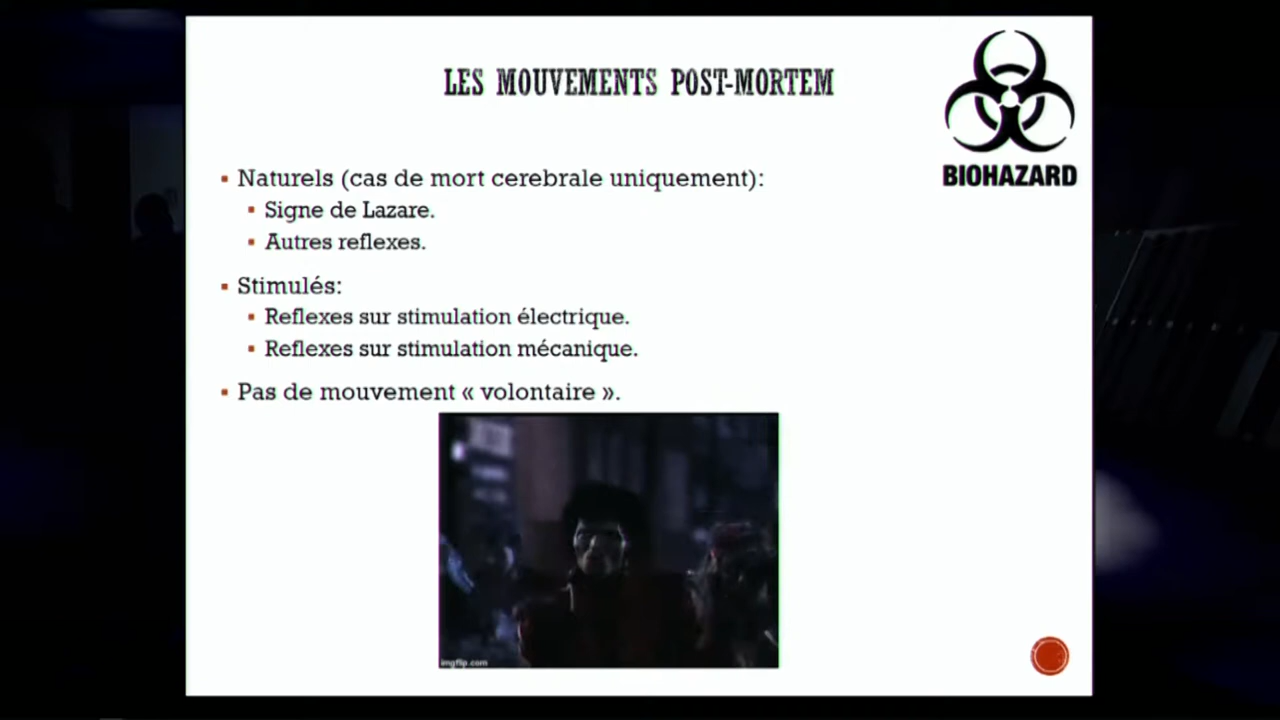 LES MOUVEMENTS POST-MORTEM
BIOHAZARD
Naturels (cas de mort cerebrale uniquement):
Signe de Lazare.
Autres reflexes.
Stimulés:
Reflexes sur stimulation électrique.
Reflexes sur stimulation mécanique.
Pas de mouvement « volontaire ».
imgflip.com